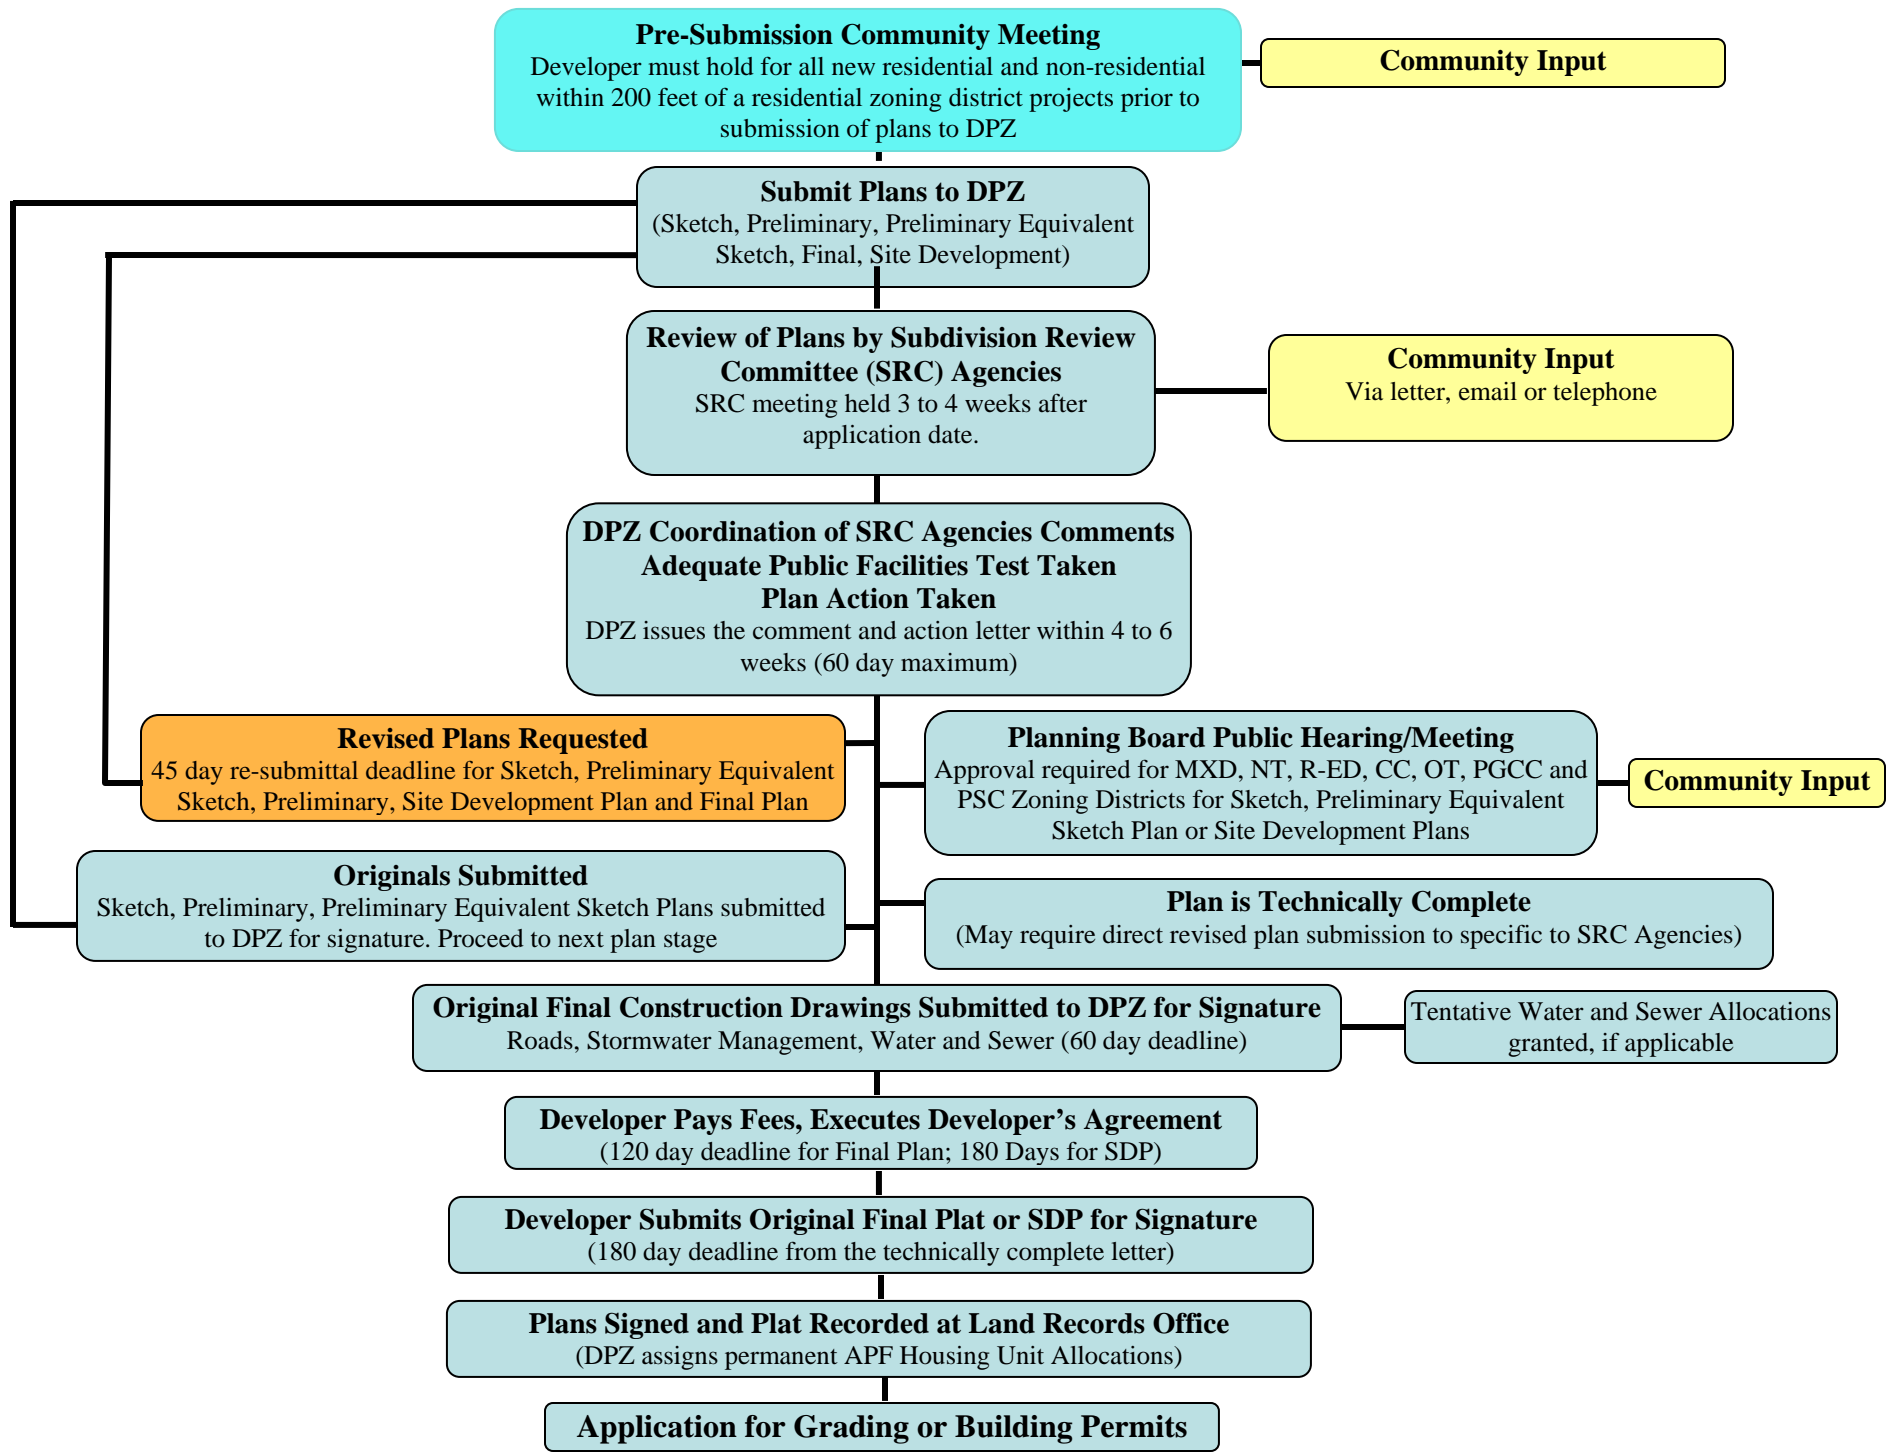 Pre-Submission Community Meeting
Developer must hold for all new residential and non-residential
within 200 feet of a residential zoning district projects prior to
submission of plans to DPZ
Community Input
Submit Plans to DPZ
(Sketch, Preliminary, Preliminary Equivalent
Sketch, Final, Site Development)
Review of Plans by Subdivision Review
Committee (SRC) Agencies
SRC meeting held 3 to 4 weeks after
application date.
Community Input
Via letter, email or telephone
DPZ Coordination of SRC Agencies Comments
Adequate Public Facilities Test Taken
Plan Action Taken
DPZ issues the comment and action letter within 4 to 6
weeks (60 day maximum)
Revised Plans Requested
45 day re-submittal deadline for Sketch, Preliminary Equivalent
Sketch, Preliminary, Site Development Plan and Final Plan
Planning Board Public Hearing/Meeting
Approval required for MXD, NT, R-ED, CC, OT, PGCC and
PSC Zoning Districts for Sketch, Preliminary Equivalent
Sketch Plan or Site Development Plans
Community Input
Originals Submitted
Sketch, Preliminary, Preliminary Equivalent Sketch Plans submitted
to DPZ for signature. Proceed to next plan stage
Plan is Technically Complete
(May require direct revised plan submission to specific to SRC Agencies)
Original Final Construction Drawings Submitted to DPZ for Signature
Roads, Stormwater Management, Water and Sewer (60 day deadline)
Tentative Water and Sewer Allocations
granted, if applicable
Developer Pays Fees, Executes Developer’s Agreement
(120 day deadline for Final Plan; 180 Days for SDP)
Developer Submits Original Final Plat or SDP for Signature
(180 day deadline from the technically complete letter)
Plans Signed and Plat Recorded at Land Records Office
(DPZ assigns permanent APF Housing Unit Allocations)
Application for Grading or Building Permits